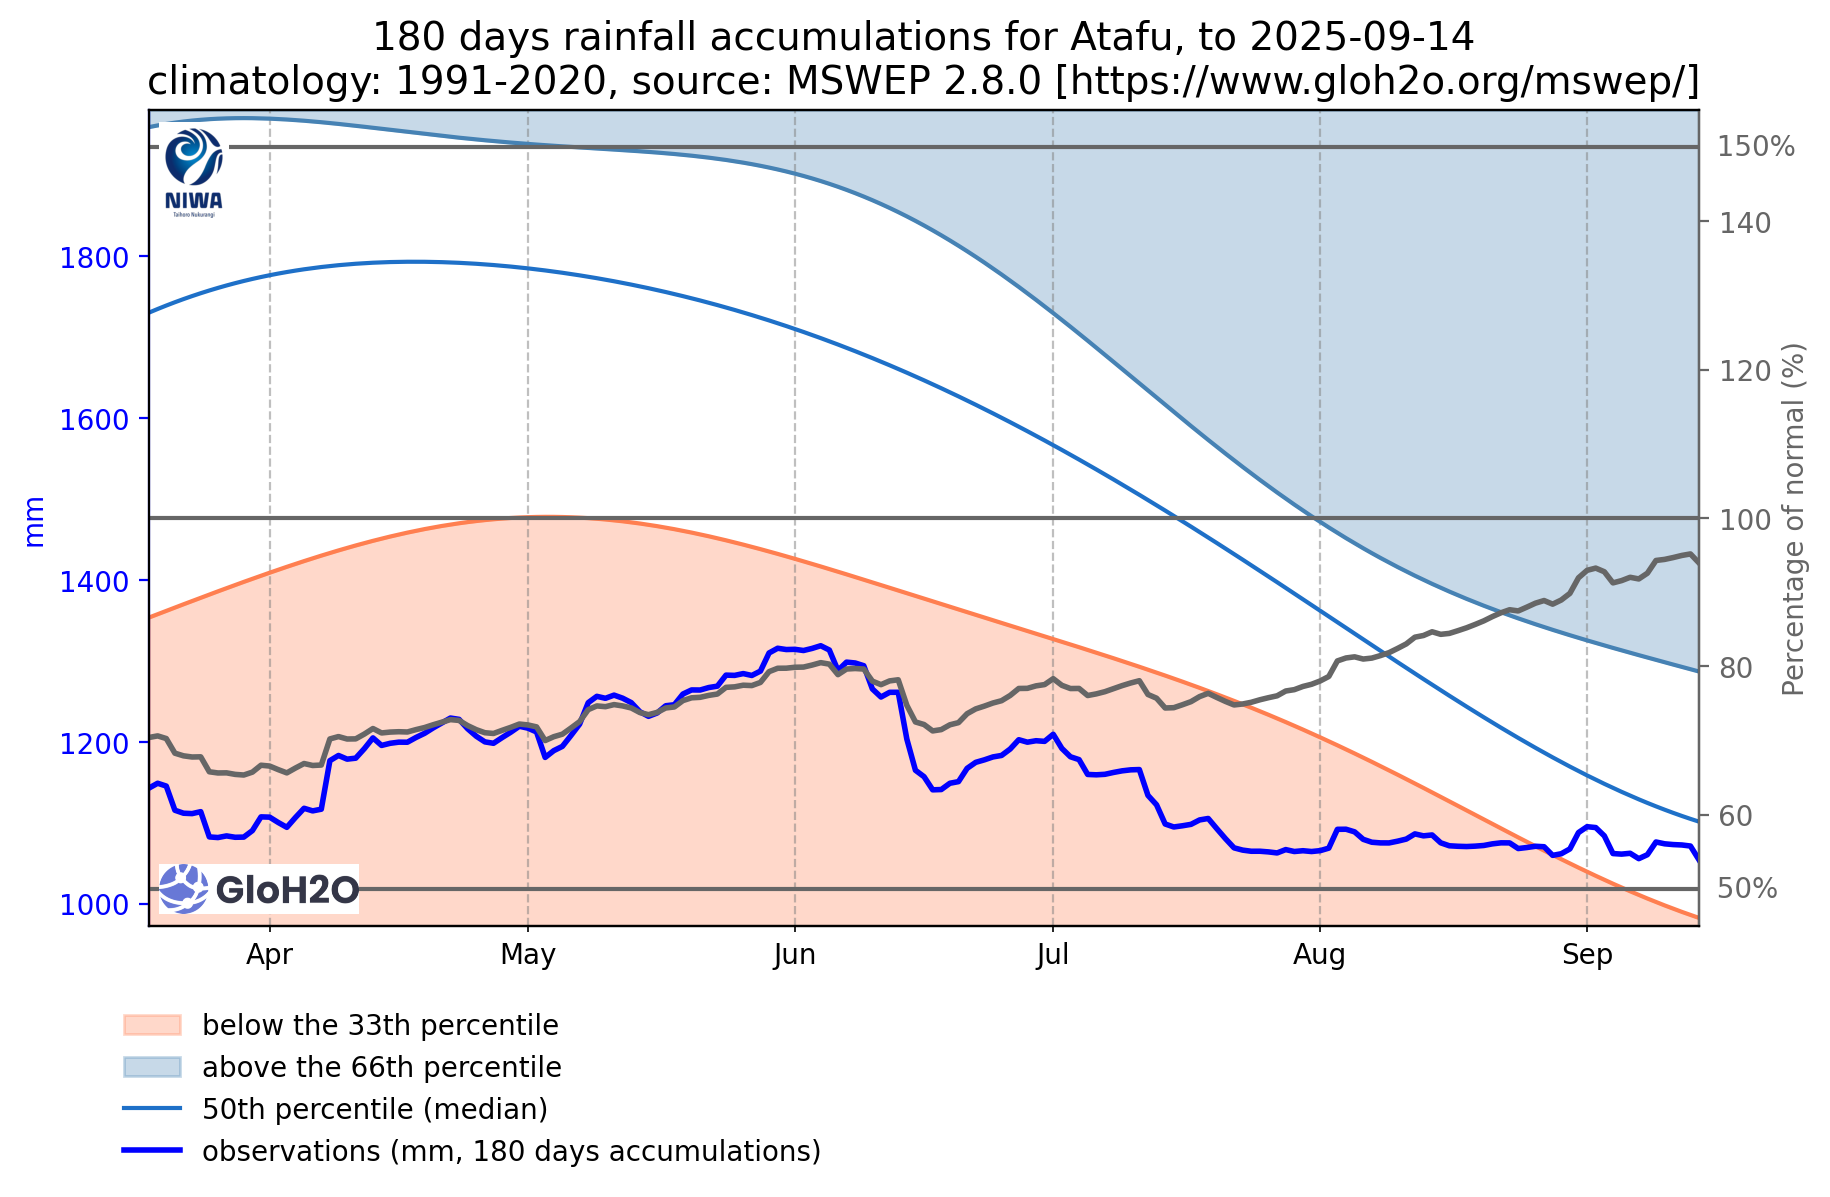 180 days rainfall accumulations for Atafu, to 2025-09-14
climatology: 1991-2020, source: MSWEP 2.8.0 [https://www.gloh2o.org/mswep/]
NIWA
Taihoro Nukurangi
1800
1600
1400
1200
1000
mm
150%
140
120
100
80
60
50%
Percentage of normal (%)
GloH2O
Apr
May
Jun
Jul
Aug
Sep
below the 33th percentile
above the 66th percentile
50th percentile (median)
observations (mm, 180 days accumulations)